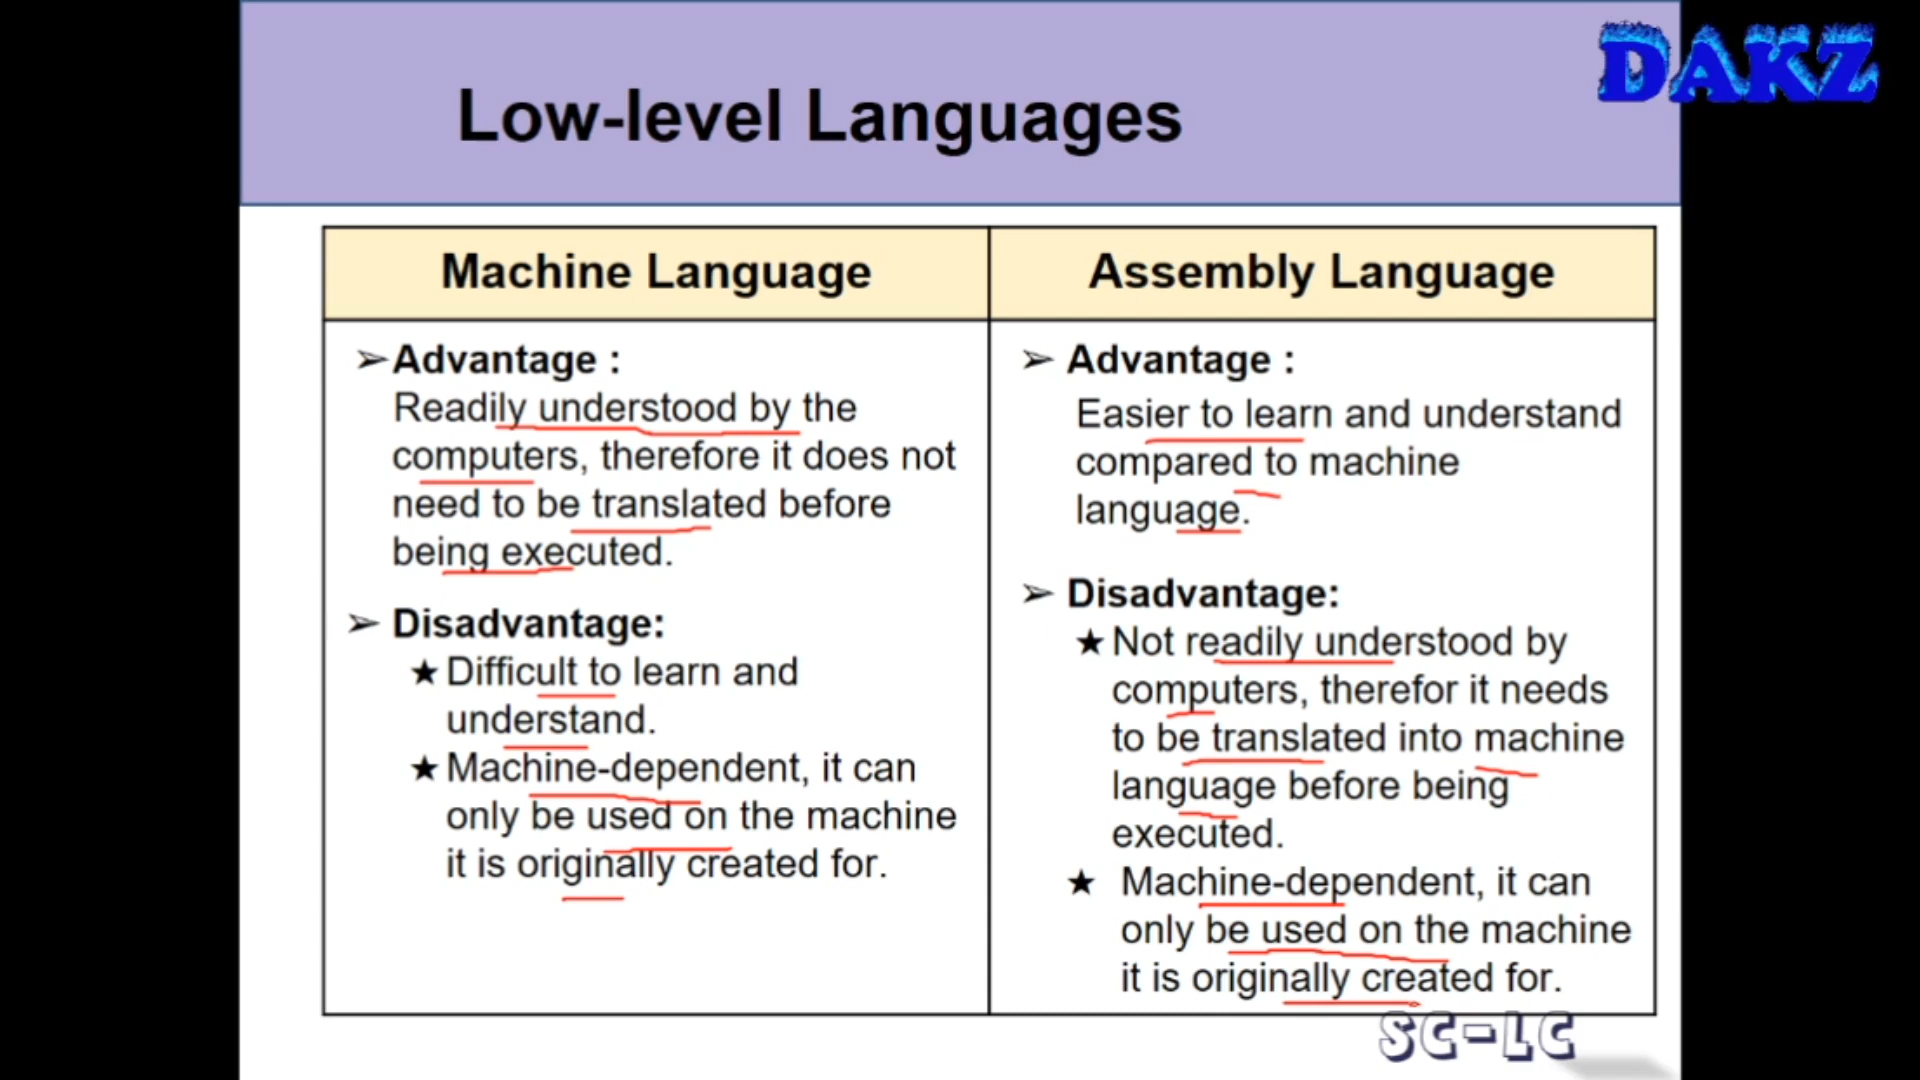 DAKZ
Low-level Languages
Machine Language
➢Advantage :
Readily understood by the
computers, therefore it does not
need to be translated before
being executed.
➢ Disadvantage:
★ Difficult to learn and
understand.
★ Machine-dependent, it can
only be used on the machine
it is originally created for.
Assembly Language
➢ Advantage :
Easier to learn and understand
compared to machine
language.
➢ Disadvantage:
★ Not readily understood by
computers, therefor it needs
to be translated into machine
language before being
executed.
★ Machine-dependent, it can
only be used on the machine
it is originally created for.
SC-LC